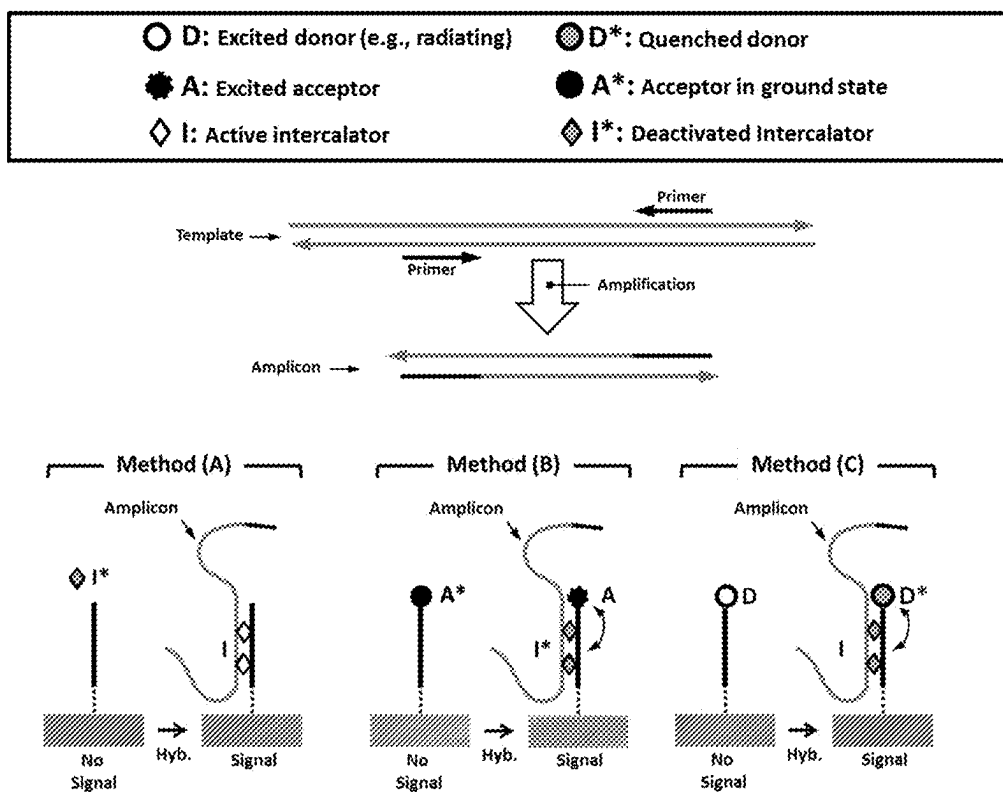 D: Excited donor (e.g., radiating)
D*: Quenched donor
A: Excited acceptor
A*: Acceptor in ground state
I: Active intercalator
I*: Deactivated Intercalator
Primer
Template
Primer
Amplification
Amplicon
Method (A)
Method (B)
Method (C)
Amplicon
Amplicon
Amplicon
I*
A*
A
D
D*
I
I*
I
Hyb.
Hyb.
Hyb.
No Signal
Signal
No Signal
Signal
No Signal
Signal